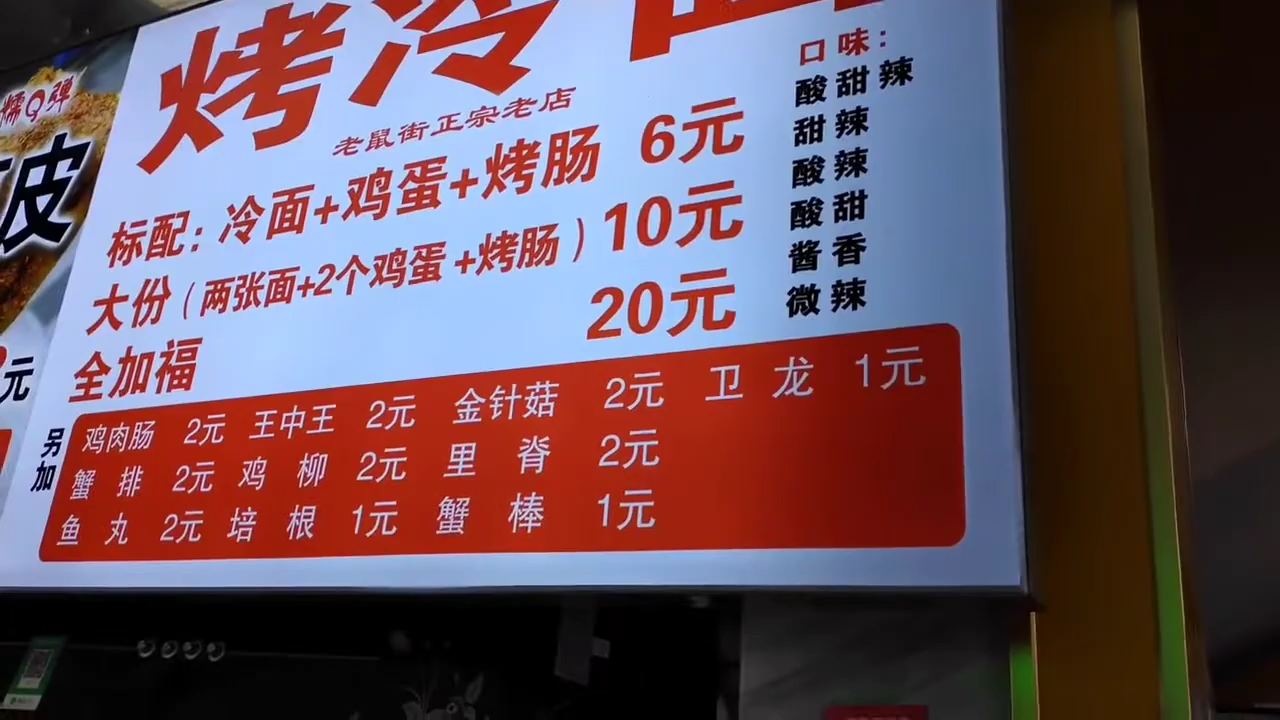 烤冷面
老鼠街正宗老店
标配：冷面+鸡蛋+烤肠 6元
大份（两张面+2个鸡蛋+烤肠）10元
全加福 20元
口味：
酸甜辣
甜辣
酸辣
酸甜
酱香
微辣
另加
鸡肉肠 2元 王中王 2元 金针菇 2元 卫龙 1元
蟹排 2元 鸡柳 2元 里脊 2元
鱼丸 2元 培根 1元 蟹棒 1元
糯Q弹
皮
元